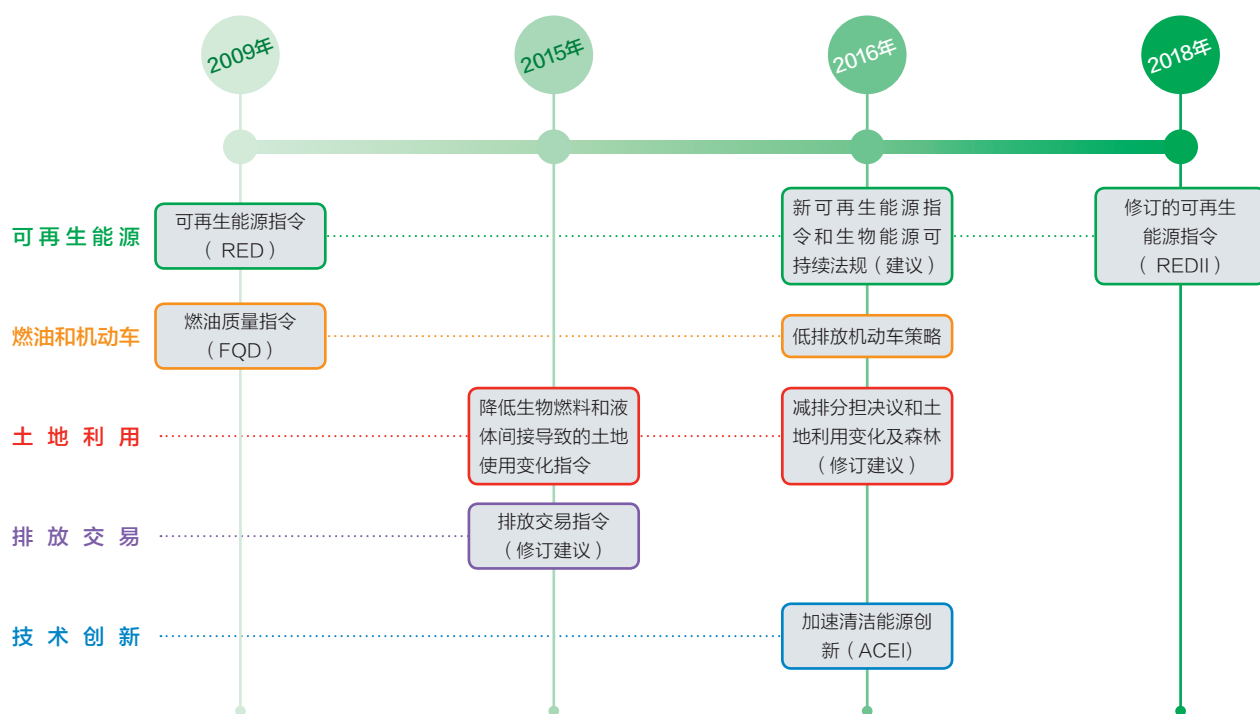 2009年
2015年
2016年
2018年
可再生能源
可再生能源指令
（ RED ）
新可再生能源指
令和生物能源可
持续法规（ 建议 ）
修订的可再生
能源指令
（ REDII ）
燃油和机动车
燃油质量指令
（ FQD ）
低排放机动车策略
土地利用
降低生物燃料和液
体间接导致的土地
使用变化指令
减排分担决议和土
地利用变化及森林
（ 修订建议 ）
排放交易
排放交易指令
（ 修订建议 ）
技术创新
加速清洁能源创
新（ ACEI)